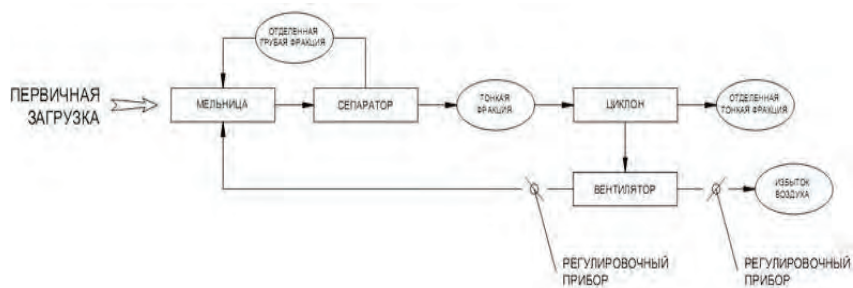 ОТДЕЛЕННАЯ
ГРУБАЯ ФРАКЦИЯ
ПЕРВИЧНАЯ
ЗАГРУЗКА
МЕЛЬНИЦА
СЕПАРАТОР
ТОНКАЯ
ФРАКЦИЯ
ЦИКЛОН
ОТДЕЛЕННАЯ
ТОНКАЯ ФРАКЦИЯ
ВЕНТИЛЯТОР
ИЗБЫТОК
ВОЗДУХА
РЕГУЛИРОВОЧНЫЙ
ПРИБОР
РЕГУЛИРОВОЧНЫЙ
ПРИБОР